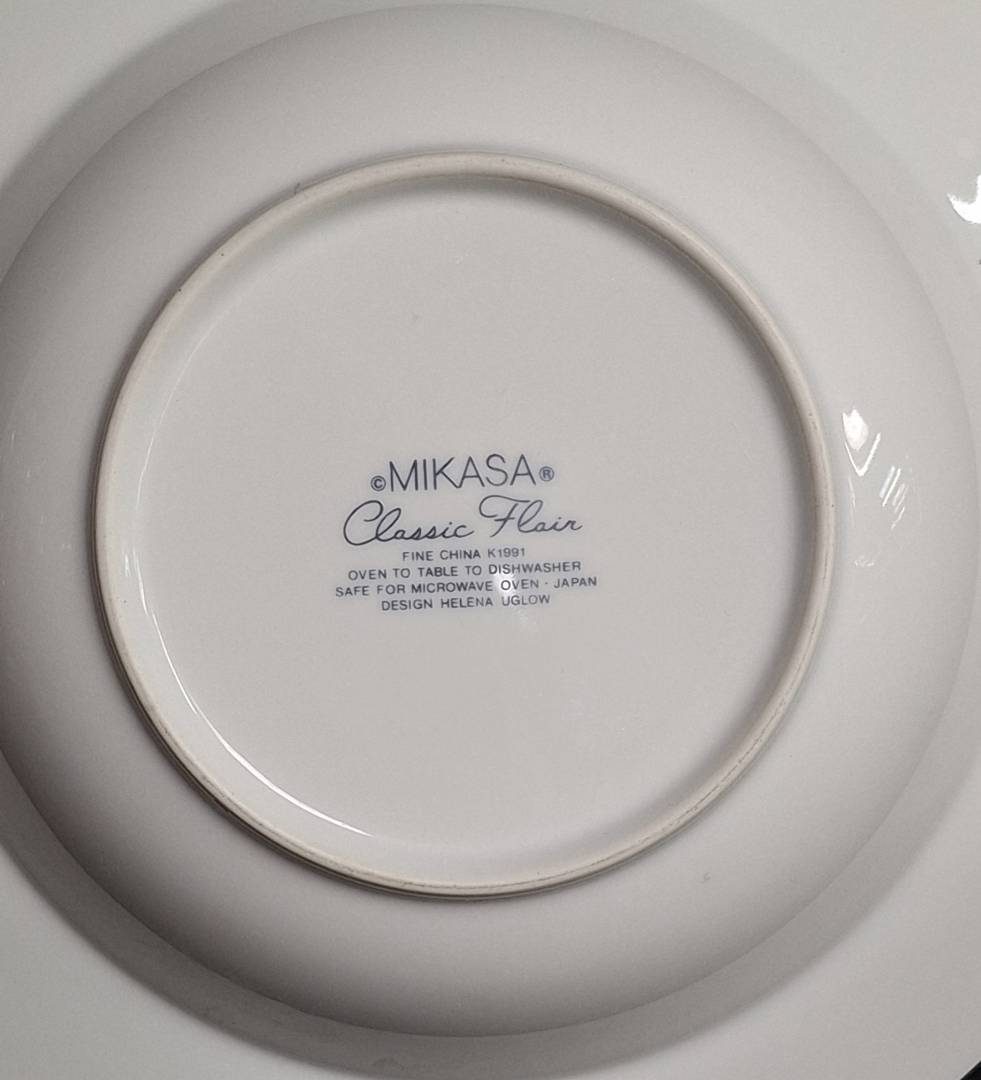 ©MIKASA®
Classic Flair
FINE CHINA K1991
OVEN TO TABLE TO DISHWASHER
SAFE FOR MICROWAVE OVEN · JAPAN
DESIGN HELENA UGLOW